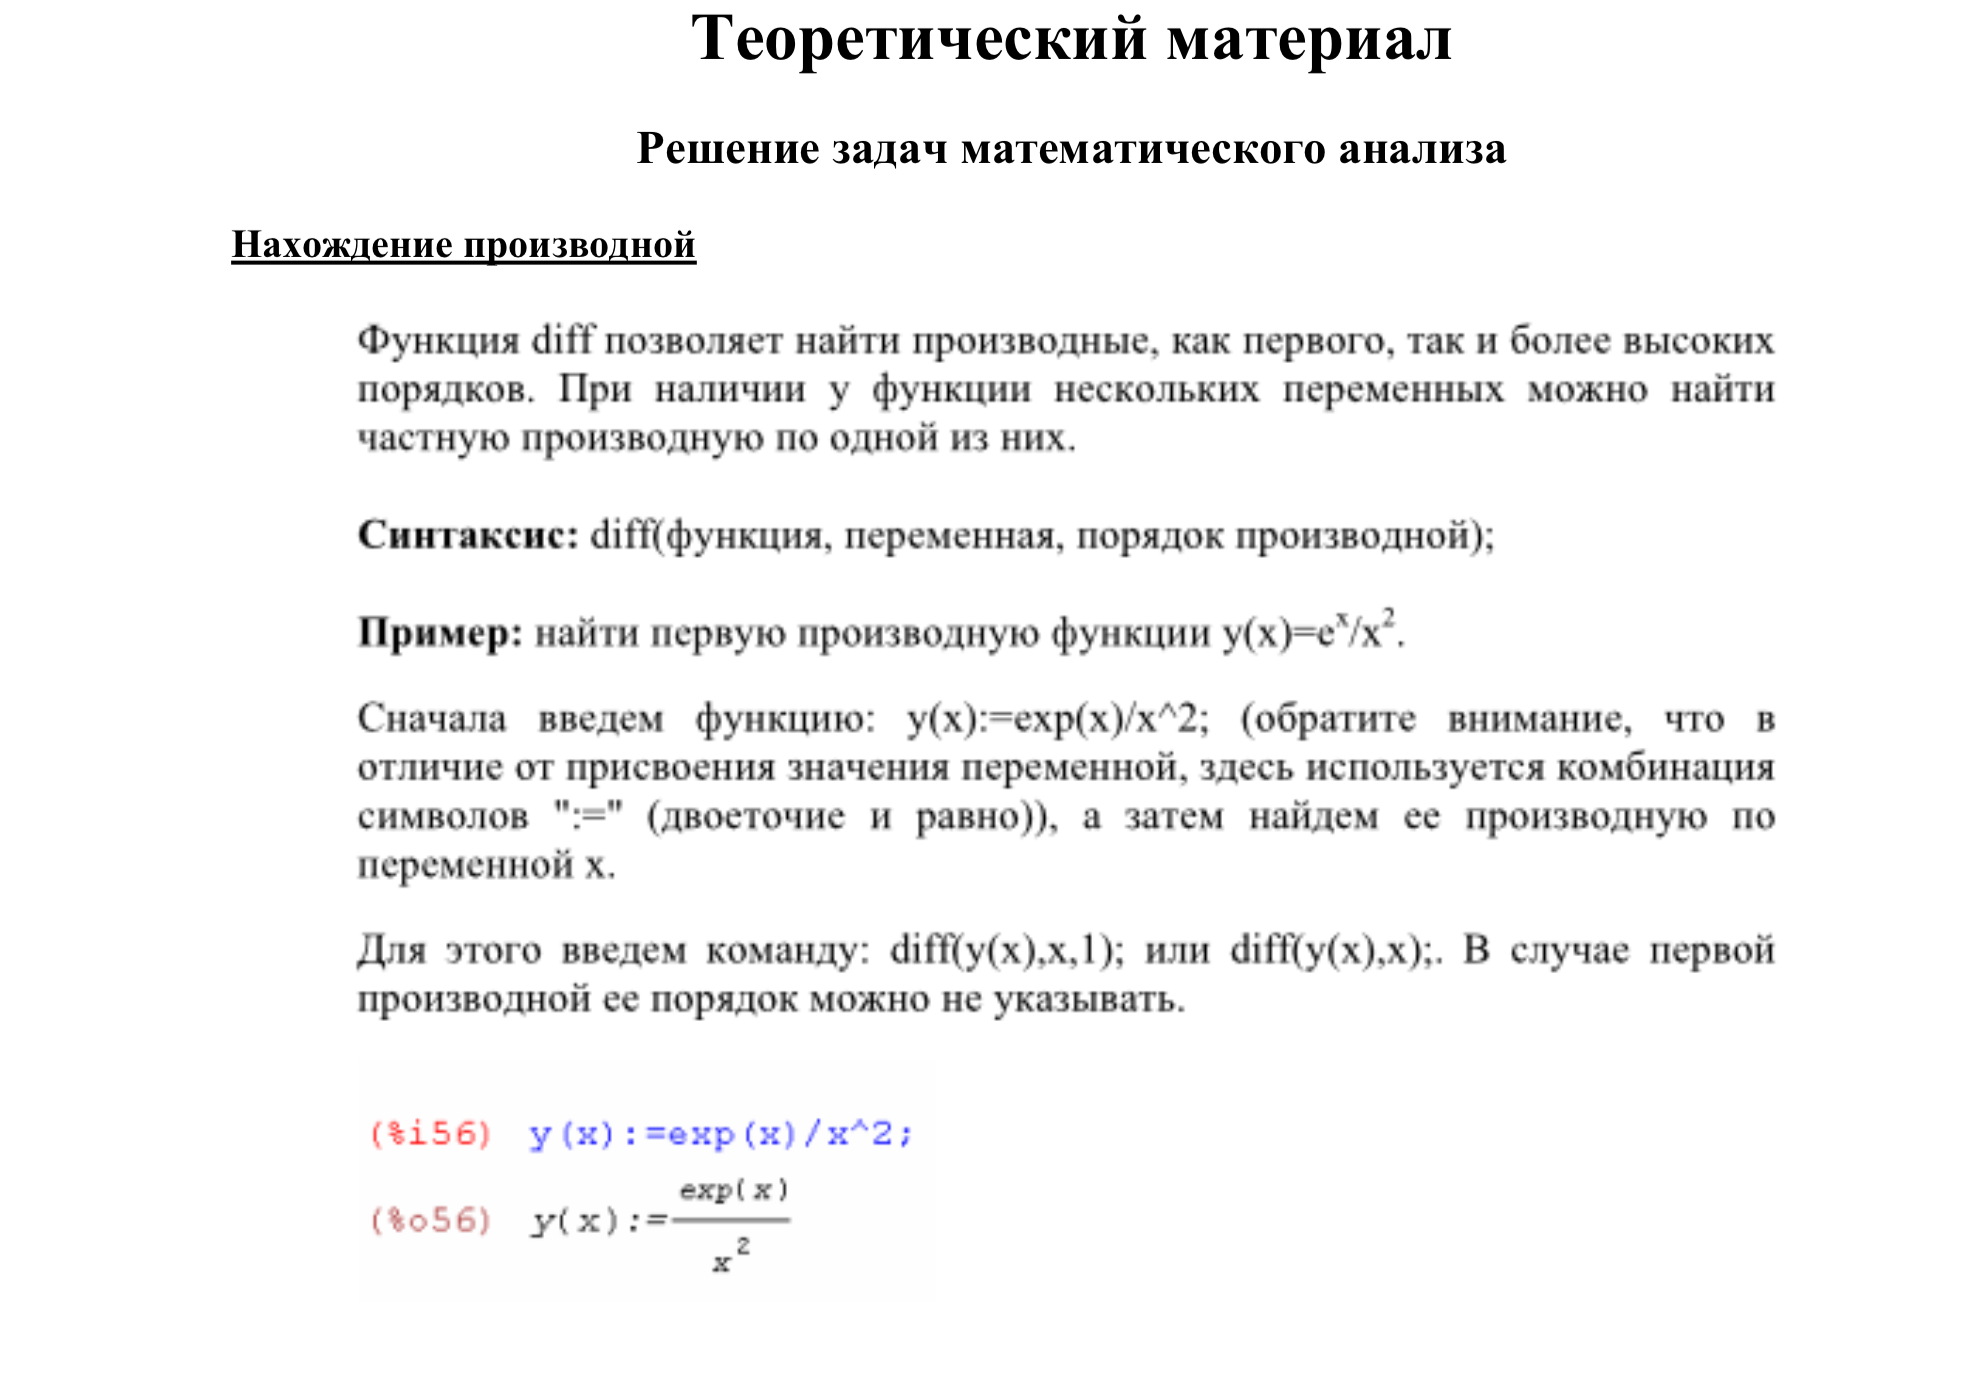 Теоретический материал
Решение задач математического анализа
Нахождение производной
Функция diff позволяет найти производные, как первого, так и более высоких
порядков. При наличии у функции нескольких переменных можно найти
частную производную по одной из них.
Синтаксис: diff(функция, переменная, порядок производной);
Пример: найти первую производную функции y(x)=eˣ/x².
Сначала введем функцию: y(x):=exp(x)/x^2; (обратите внимание, что в
отличие от присвоения значения переменной, здесь используется комбинация
символов ":=" (двоеточие и равно)), а затем найдем ее производную по
переменной x.
Для этого введем команду: diff(y(x),x,1); или diff(y(x),x);. В случае первой
производной ее порядок можно не указывать.
(%i56) y(x):=exp(x)/x^2;
exp(x)
(%o56) y(x):=
x²